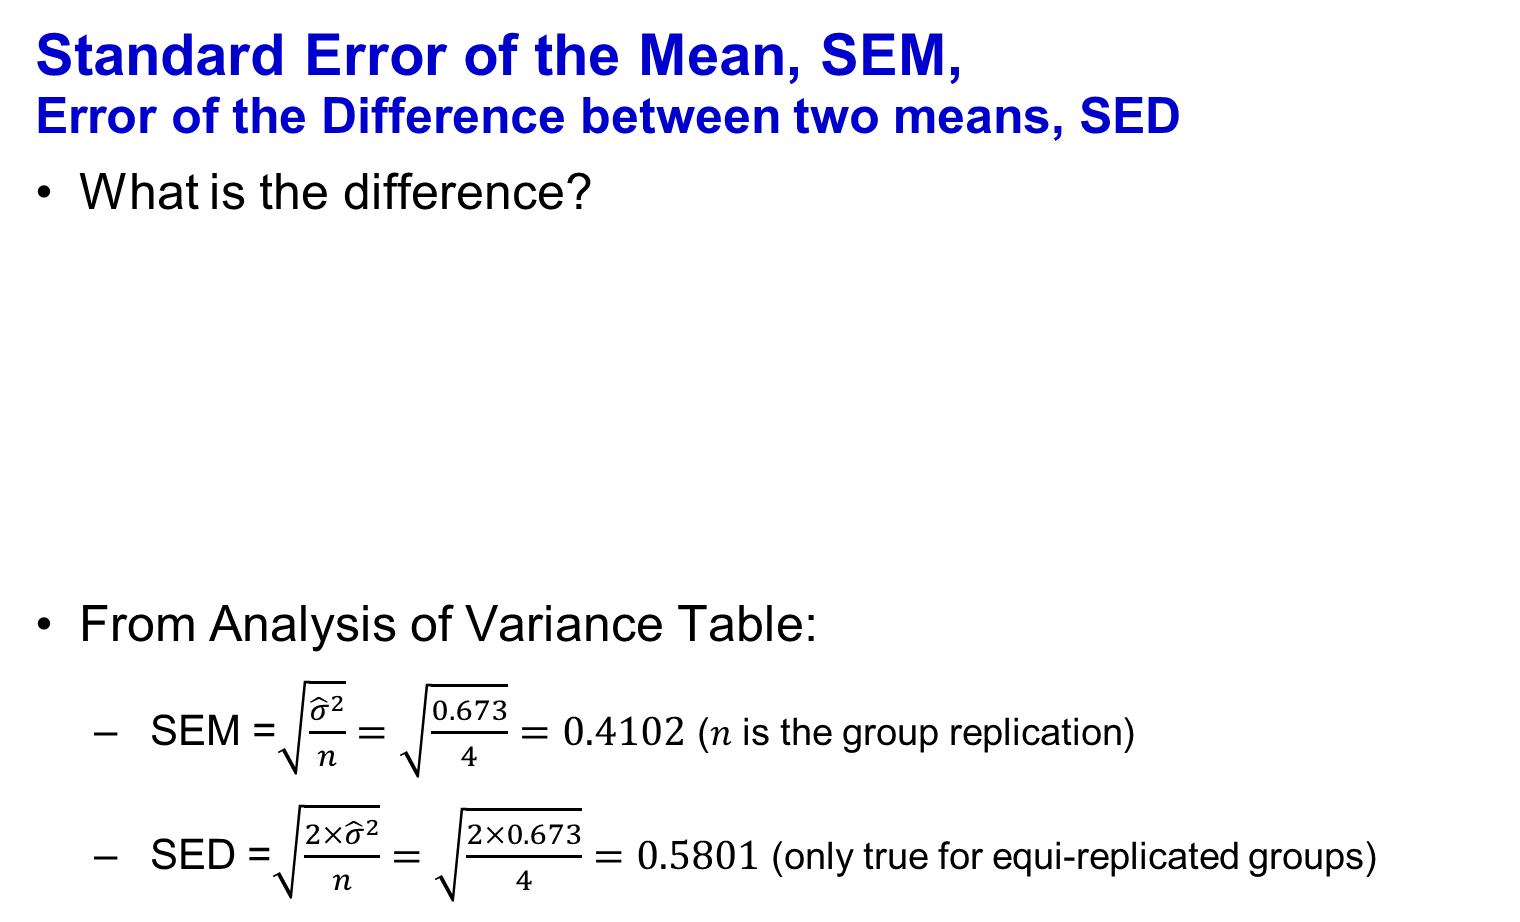 Standard Error of the Mean, SEM,
Error of the Difference between two means, SED
• What is the difference?
• From Analysis of Variance Table:
– SEM = √(σ̂²/n) = √(0.673/4) = 0.4102 (n is the group replication)
– SED = √(2×σ̂²/n) = √(2×0.673/4) = 0.5801 (only true for equi-replicated groups)